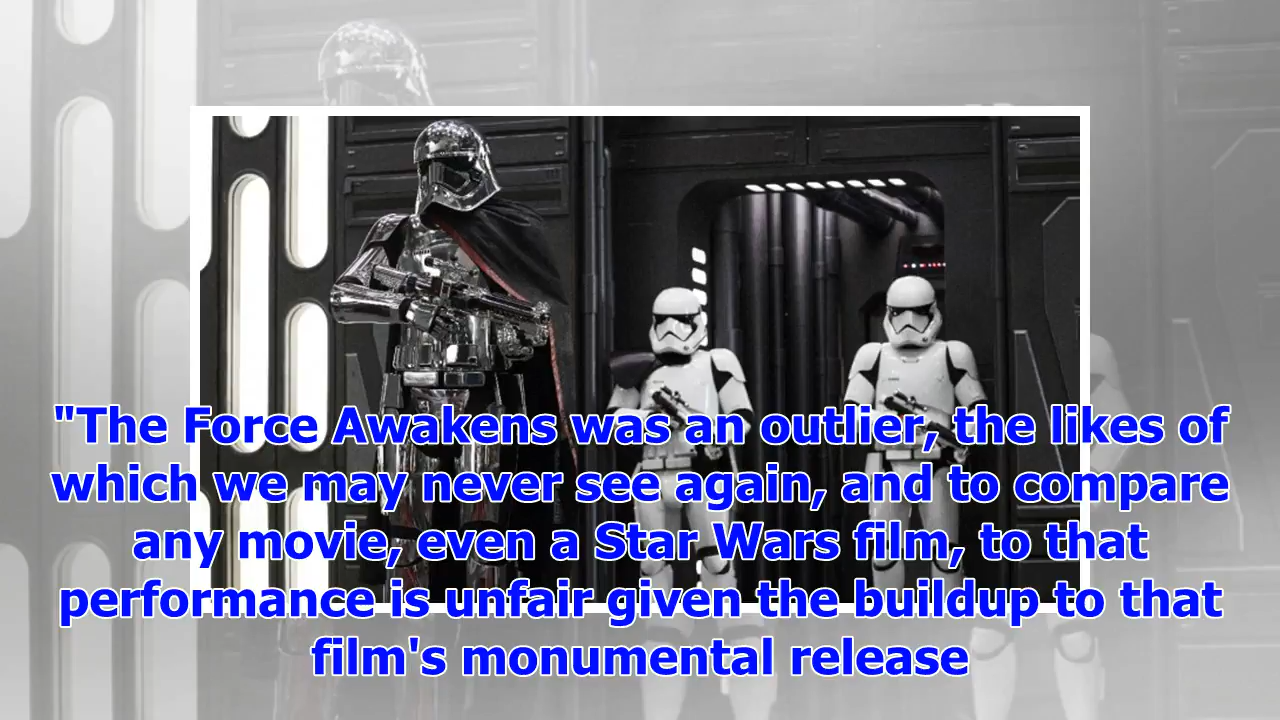 "The Force Awakens was an outlier, the likes of
which we may never see again, and to compare
any movie, even a Star Wars film, to that
performance is unfair given the buildup to that
film's monumental release